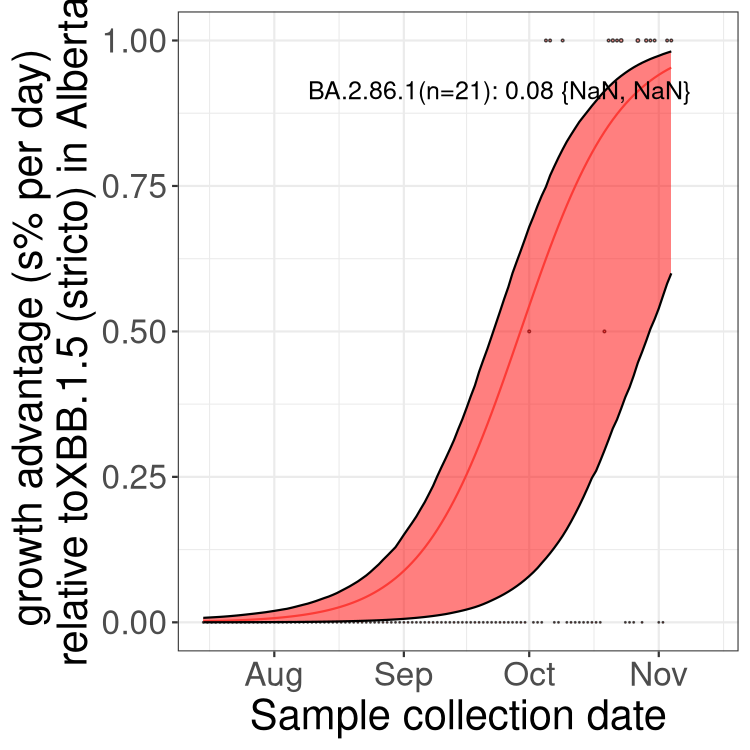 growth advantage (s% per day)
relative toXBB.1.5 (stricto) in Alberta
1.00
0.75
0.50
0.25
0.00
BA.2.86.1(n=21): 0.08 {NaN, NaN}
Aug Sep Oct Nov
Sample collection date